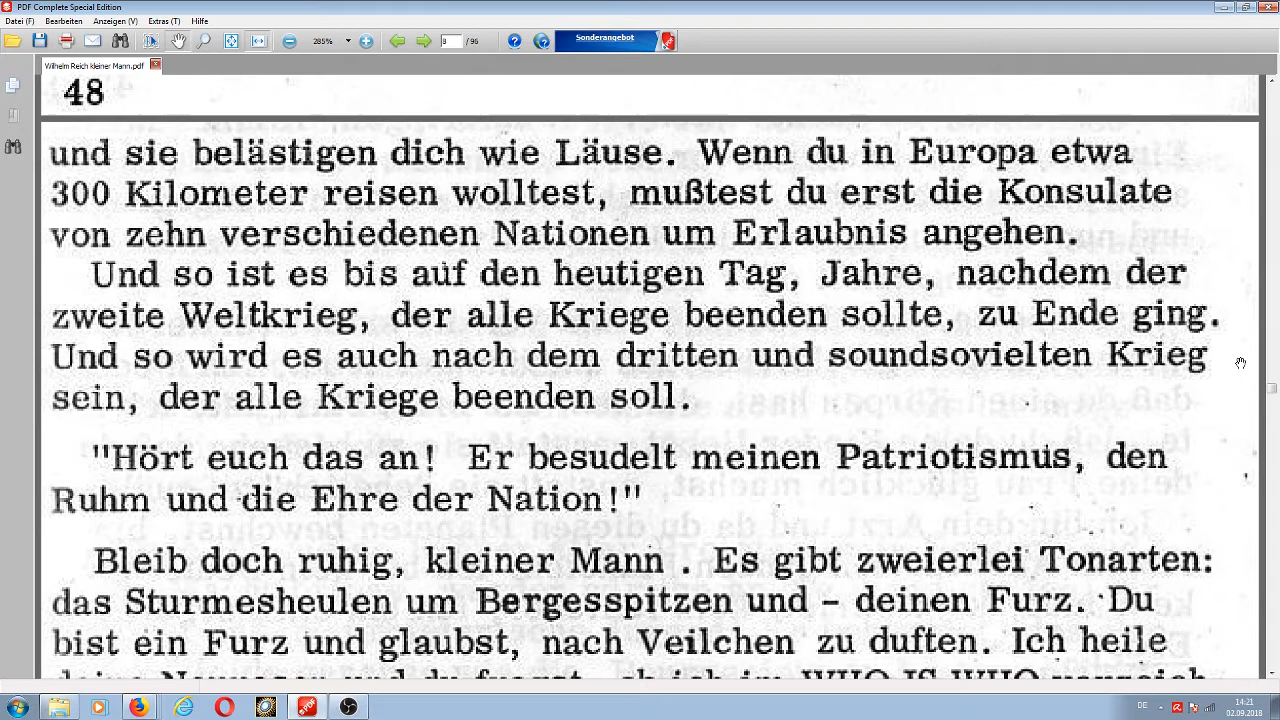 PDF Complete Special Edition
Datei (F) Bearbeiten Anzeigen (V) Extras (T) Hilfe
285% 8 / 96 Sonderangebot
Wilhelm Reich kleiner Mann.pdf
48
und sie belästigen dich wie Läuse. Wenn du in Europa etwa
300 Kilometer reisen wolltest, mußtest du erst die Konsulate
von zehn verschiedenen Nationen um Erlaubnis angehen.
Und so ist es bis auf den heutigen Tag, Jahre, nachdem der
zweite Weltkrieg, der alle Kriege beenden sollte, zu Ende ging.
Und so wird es auch nach dem dritten und soundsovielten Krieg
sein, der alle Kriege beenden soll.
"Hört euch das an! Er besudelt meinen Patriotismus, den
Ruhm und die Ehre der Nation!"
Bleib doch ruhig, kleiner Mann . Es gibt zweierlei Tonarten:
das Sturmesheulen um Bergesspitzen und – deinen Furz. Du
bist ein Furz und glaubst, nach Veilchen zu duften. Ich heile
DE 14:21
02.09.2018